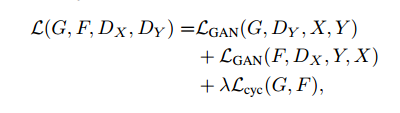 ℒ(G, F, D_X, D_Y) = ℒ_GAN(G, D_Y, X, Y)
+ ℒ_GAN(F, D_X, Y, X)
+ λℒ_cyc(G, F),